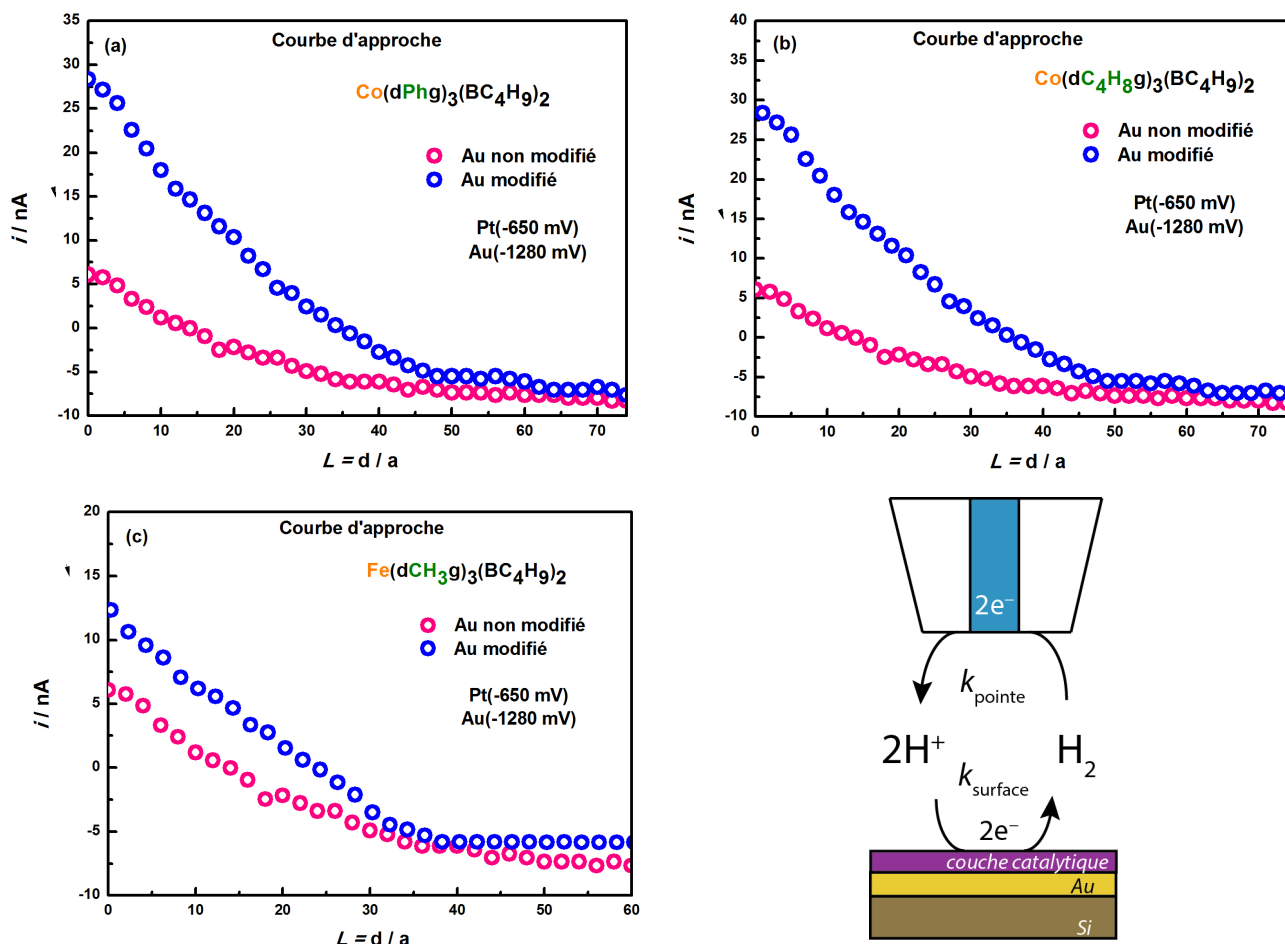 (a)
Courbe d'approche
Co(dPhg)3(BC4H9)2
Au non modifié
Au modifié
Pt(-650 mV)
Au(-1280 mV)
i / nA
35
30
25
20
15
10
5
0
-5
-10
0 10 20 30 40 50 60 70
L = d / a
(b)
Courbe d'approche
Co(dC4H8g)3(BC4H9)2
Au non modifié
Au modifié
Pt(-650 mV)
Au(-1280 mV)
i / nA
40
35
30
25
20
15
10
5
0
-5
-10
0 10 20 30 40 50 60 70
L = d / a
(c)
Courbe d'approche
Fe(dCH3g)3(BC4H9)2
Au non modifié
Au modifié
Pt(-650 mV)
Au(-1280 mV)
i / nA
20
15
10
5
0
-5
-10
0 10 20 30 40 50 60
L = d / a
2e⁻
kpointe
2H⁺ H2
ksurface
2e⁻
couche catalytique
Au
Si